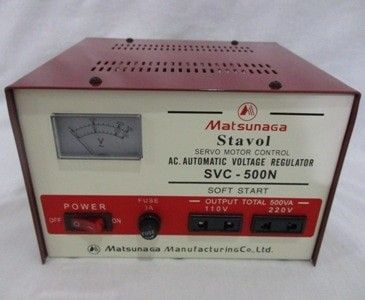 Matsunaga
Stavol
SERVO MOTOR CONTROL
AC. AUTOMATIC VOLTAGE REGULATOR
SVC - 500N
SOFT START
V
POWER
OFF
ON
FUSE
FUSE
OUTPUT TOTAL 500VA
110V
220V
Matsunaga Manufacturing Co., Ltd.